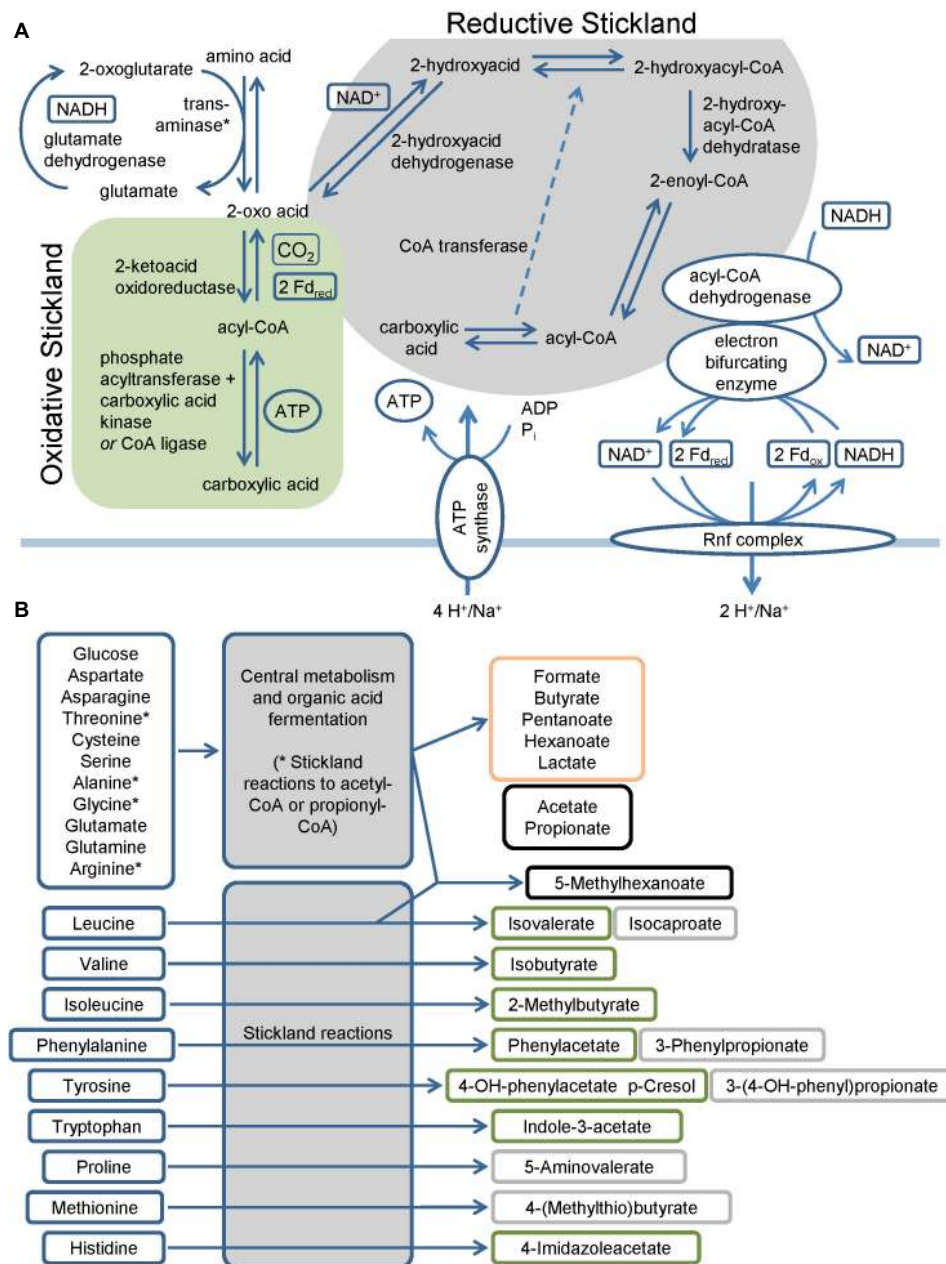 A
Reductive Stickland
amino acid
2-oxoglutarate
NADH
trans-
aminase*
glutamate
dehydrogenase
glutamate
2-oxo acid
NAD⁺
2-hydroxyacid
2-hydroxyacyl-CoA
2-hydroxyacid
dehydrogenase
2-hydroxy-
acyl-CoA
dehydratase
2-enoyl-CoA
CoA transferase
carboxylic
acid
acyl-CoA
Oxidative Stickland
CO₂
2-ketoacid
oxidoreductase
2 Fd_red
acyl-CoA
phosphate
acyltransferase +
carboxylic acid
kinase
or CoA ligase
ATP
carboxylic acid
NADH
acyl-CoA
dehydrogenase
electron
bifurcating
enzyme
NAD⁺
ATP
ADP
P_i
NAD⁺
2 Fd_red
2 Fd_ox
NADH
ATP
synthase
Rnf complex
4 H⁺/Na⁺
2 H⁺/Na⁺
B
Glucose
Aspartate
Asparagine
Threonine*
Cysteine
Serine
Alanine*
Glycine*
Glutamate
Glutamine
Arginine*
Central metabolism
and organic acid
fermentation
(* Stickland
reactions to acetyl-
CoA or propionyl-
CoA)
Formate
Butyrate
Pentanoate
Hexanoate
Lactate
Acetate
Propionate
5-Methylhexanoate
Leucine
Isovalerate
Isocaproate
Valine
Isobutyrate
Isoleucine
2-Methylbutyrate
Stickland reactions
Phenylalanine
Phenylacetate
3-Phenylpropionate
Tyrosine
4-OH-phenylacetate p-Cresol
3-(4-OH-phenyl)propionate
Tryptophan
Indole-3-acetate
Proline
5-Aminovalerate
Methionine
4-(Methylthio)butyrate
Histidine
4-Imidazoleacetate